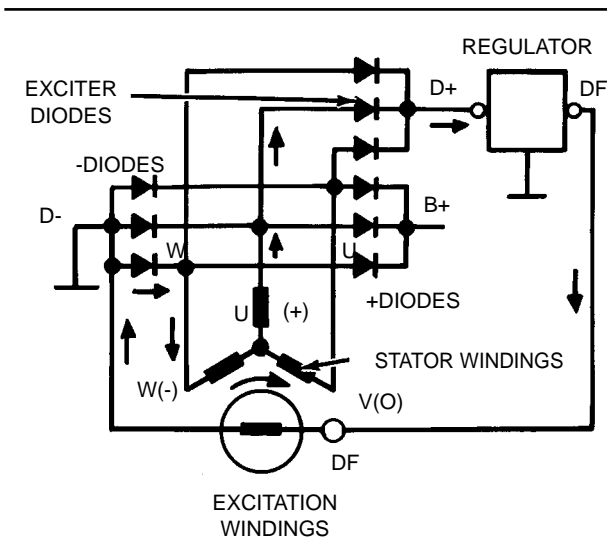 REGULATOR
EXCITER
DIODES
D+
DF
-DIODES
D-
B+
W
U
+DIODES
U
(+)
STATOR WINDINGS
W(-)
V(O)
DF
EXCITATION
WINDINGS